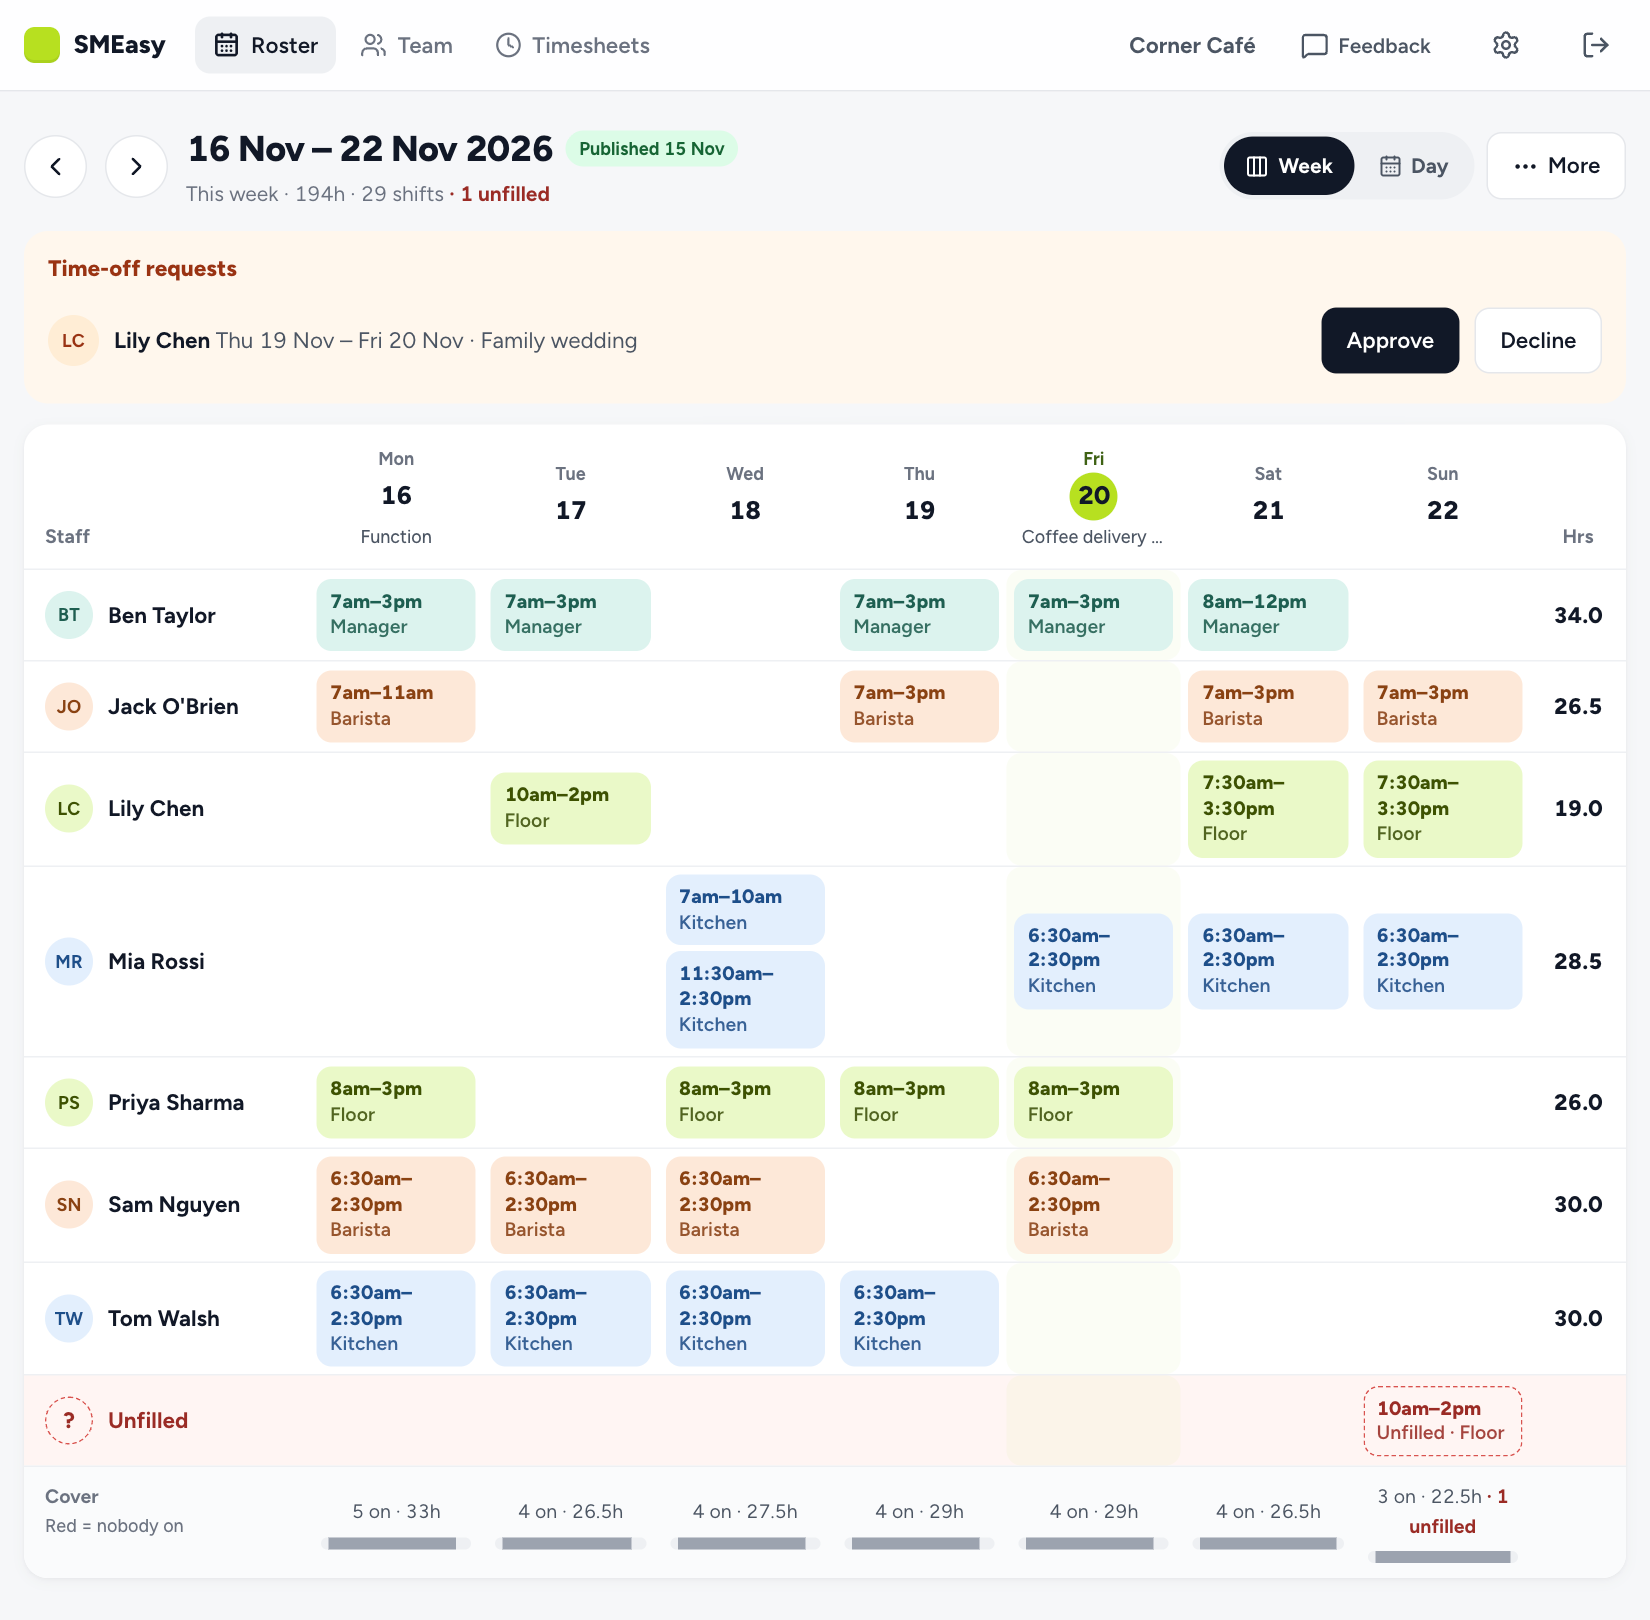 SMEasy
Roster
Team
Timesheets
Corner Café
Feedback
16 Nov – 22 Nov 2026
Published 15 Nov
This week · 194h · 29 shifts · 1 unfilled
Week
Day
··· More
Time-off requests
LC
Lily Chen Thu 19 Nov – Fri 20 Nov · Family wedding
Approve
Decline
Staff
Mon
16
Function
Tue
17
Wed
18
Thu
19
Fri
20
Coffee delivery ...
Sat
21
Sun
22
Hrs
BT
Ben Taylor
7am–3pm
Manager
7am–3pm
Manager
7am–3pm
Manager
7am–3pm
Manager
8am–12pm
Manager
34.0
JO
Jack O'Brien
7am–11am
Barista
7am–3pm
Barista
7am–3pm
Barista
7am–3pm
Barista
26.5
LC
Lily Chen
10am–2pm
Floor
7:30am–
3:30pm
Floor
7:30am–
3:30pm
Floor
19.0
MR
Mia Rossi
7am–10am
Kitchen
11:30am–
2:30pm
Kitchen
6:30am–
2:30pm
Kitchen
6:30am–
2:30pm
Kitchen
6:30am–
2:30pm
Kitchen
28.5
PS
Priya Sharma
8am–3pm
Floor
8am–3pm
Floor
8am–3pm
Floor
8am–3pm
Floor
26.0
SN
Sam Nguyen
6:30am–
2:30pm
Barista
6:30am–
2:30pm
Barista
6:30am–
2:30pm
Barista
6:30am–
2:30pm
Barista
30.0
TW
Tom Walsh
6:30am–
2:30pm
Kitchen
6:30am–
2:30pm
Kitchen
6:30am–
2:30pm
Kitchen
6:30am–
2:30pm
Kitchen
30.0
?
Unfilled
10am–2pm
Unfilled · Floor
Cover
Red = nobody on
5 on · 33h
4 on · 26.5h
4 on · 27.5h
4 on · 29h
4 on · 29h
4 on · 26.5h
3 on · 22.5h · 1
unfilled